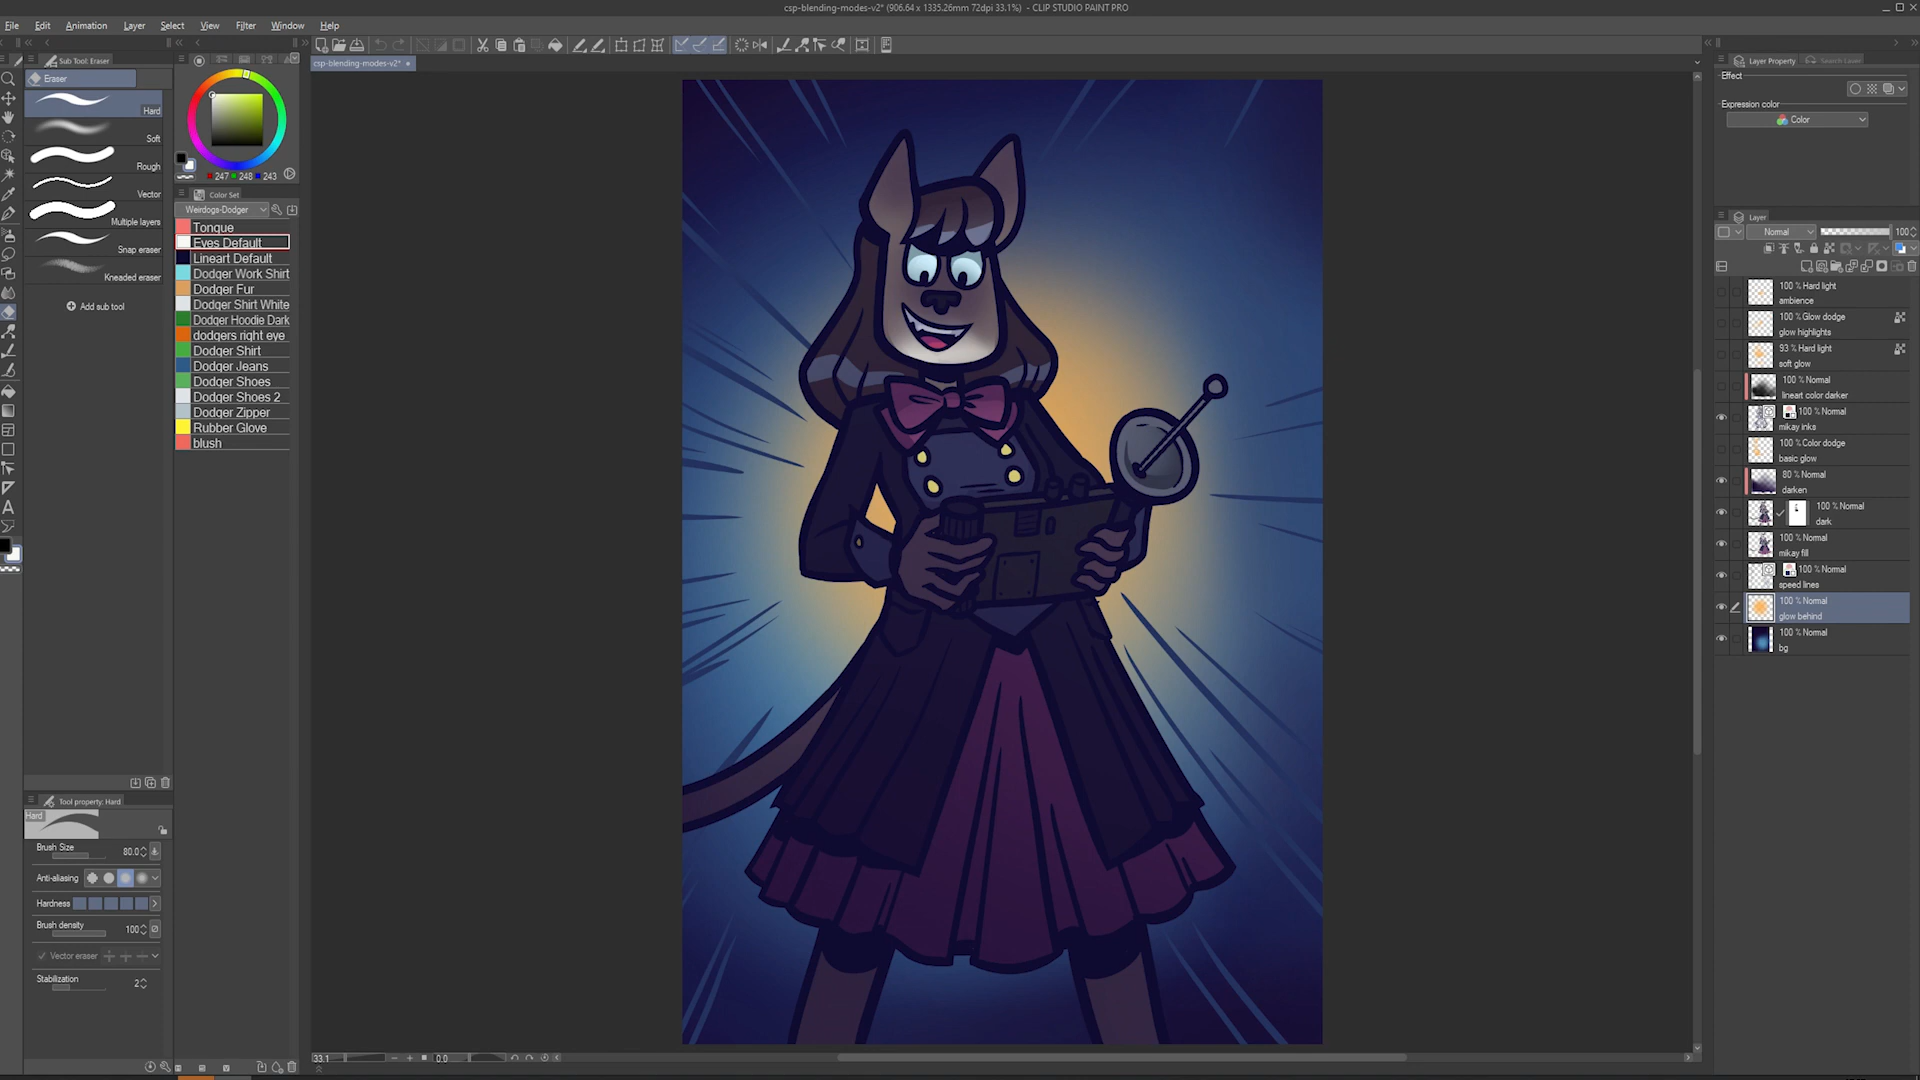 csp-blending-modes-v2* (906.64 x 1335.26mm 72dpi 33.1%) - CLIP STUDIO PAINT PRO
File Edit Animation Layer Select View Filter Window Help
Sub Tool: Eraser
Eraser
Hard
Soft
Rough
Vector
Multiple layers
Snap eraser
Kneaded eraser
Add sub tool
Tool property: Hard
Hard
Brush Size 80.0
Anti-aliasing
Hardness
Brush density 100
Vector eraser
Stabilization 2
247 248 243
Color Set
Weirdogs-Dodger
Tongue
Eyes Default
Lineart Default
Dodger Work Shirt
Dodger Fur
Dodger Shirt White
Dodger Hoodie Dark
dodgers right eye
Dodger Shirt
Dodger Jeans
Dodger Shoes
Dodger Shoes 2
Dodger Zipper
Rubber Glove
blush
csp-blending-modes-v2*
33.1 0.0
Layer Property Search Layer
Effect
Expression color
Color
Layer
Normal 100
100 % Hard light
ambience
100 % Glow dodge
glow highlights
93 % Hard light
soft glow
100 % Normal
lineart color darker
100 % Normal
mikay inks
100 % Color dodge
basic glow
80 % Normal
darken
100 % Normal
dark
100 % Normal
mikay fill
100 % Normal
speed lines
100 % Normal
glow behind
100 % Normal
bg